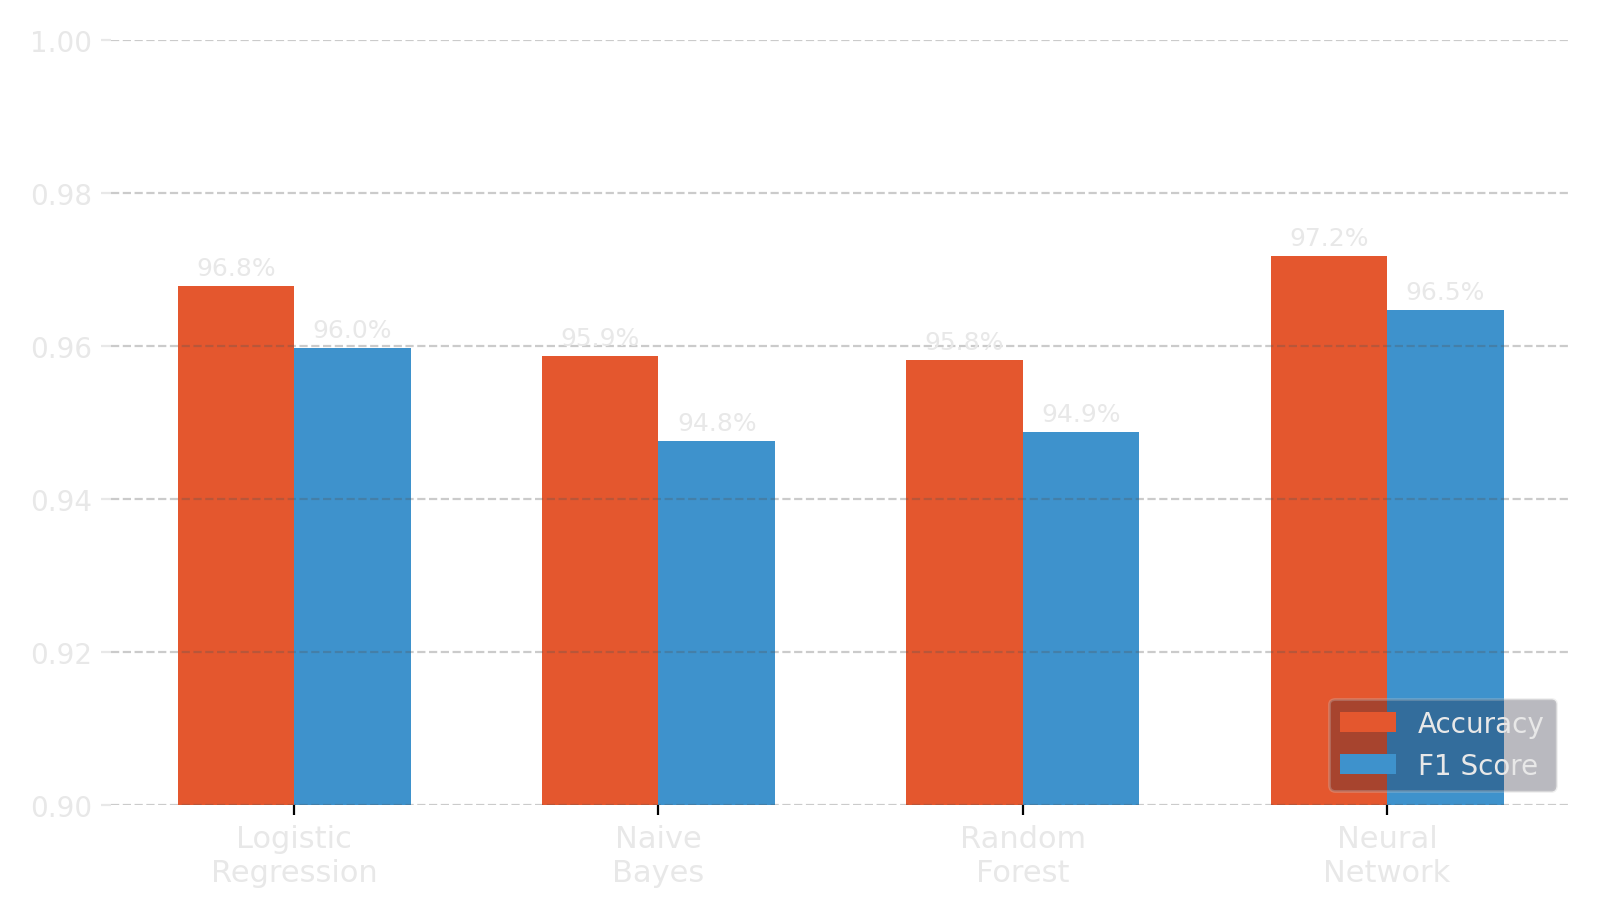 1.00
0.98
0.96
0.94
0.92
0.90
96.8%
96.0%
95.9%
94.8%
95.8%
94.9%
97.2%
96.5%
Accuracy
F1 Score
Logistic
Regression
Naive
Bayes
Random
Forest
Neural
Network